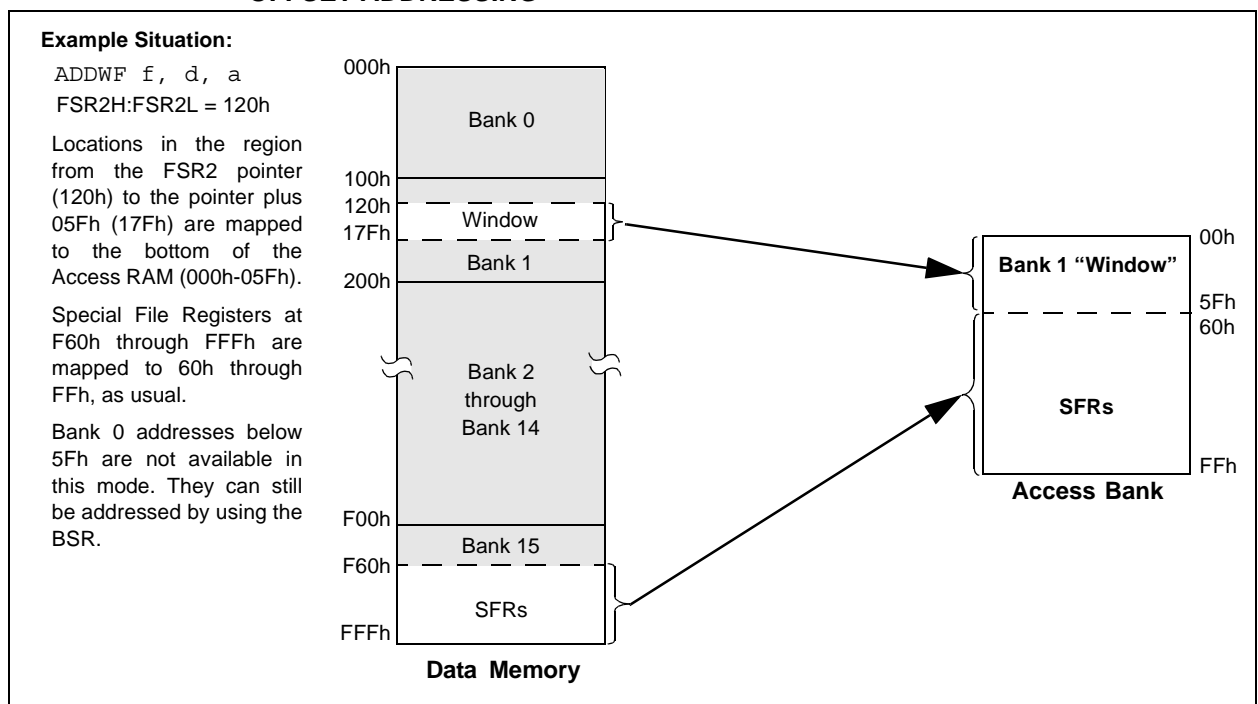 Example Situation:
ADDWF f, d, a
FSR2H:FSR2L = 120h
Locations in the region
from the FSR2 pointer
(120h) to the pointer plus
05Fh (17Fh) are mapped
to the bottom of the
Access RAM (000h-05Fh).
Special File Registers at
F60h through FFFh are
mapped to 60h through
FFh, as usual.
Bank 0 addresses below
5Fh are not available in
this mode. They can still
be addressed by using the
BSR.
000h
Bank 0
100h
120h
Window
17Fh
Bank 1
200h
Bank 2
through
Bank 14
F00h
Bank 15
F60h
SFRs
FFFh
Data Memory
00h
Bank 1 “Window”
5Fh
60h
SFRs
FFh
Access Bank